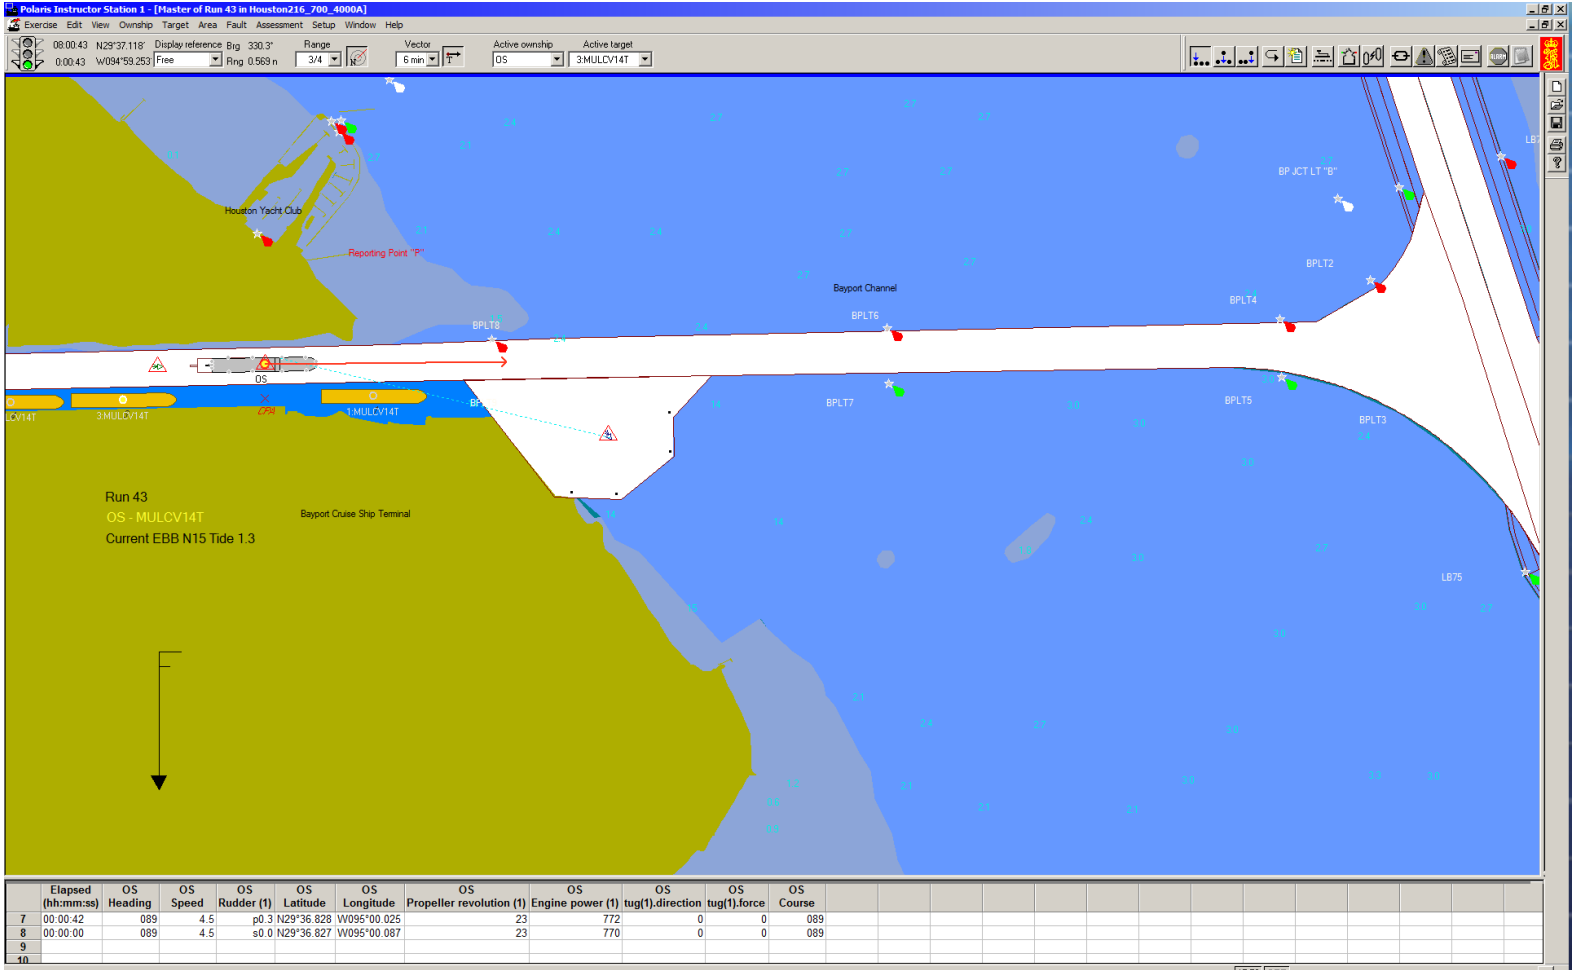 Polaris Instructor Station 1 - [Master of Run 43 in Houston216_700_4000A]
Exercise Edit View Ownship Target Area Fault Assessment Setup Window Help
08:00:43 N29°37.118' Display reference Brg 330.3° Range Vector Active ownship Active target
0:00:43 W094°59.253' Free Rng 0.569 n 3/4 6 min OS 3:MULCV14T
Houston Yacht Club
Reporting Point "P"
BP JCT LT "B"
BPLT2
BPLT4
Bayport Channel
BPLT6
BPLT8
OS
CPA
3:MULCV14T
1:MULCV14T
BPLT7
BPLT5
BPLT3
LB75
Run 43
OS - MULCV14T
Current EBB N15 Tide 1.3
Bayport Cruise Ship Terminal
Elapsed OS OS OS OS OS OS OS OS OS OS
(hh:mm:ss) Heading Speed Rudder (1) Latitude Longitude Propeller revolution (1) Engine power (1) tug(1).direction tug(1).force Course
7 00:00:42 089 4.5 p0.3 N29°36.828 W095°00.025 23 772 0 0 089
8 00:00:00 089 4.5 s0.0 N29°36.827 W095°00.087 23 770 0 0 089
9
10